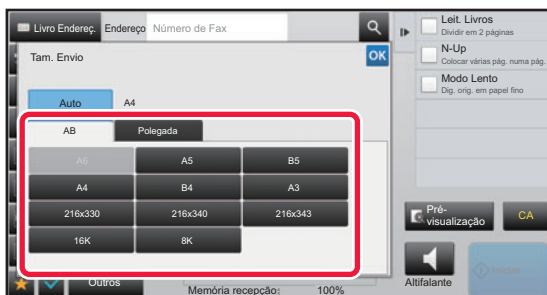 Livro Endereç. Endereço Número de Fax
Tam. Envio OK
Auto A4
AB Polegada
A6 A5 B5
A4 B4 A3
216x330 216x340 216x343
16K 8K
Outros
Memória recepção: 100%
Leit. Livros
Dividir em 2 páginas
N-Up
Colocar várias pág. numa pág.
Modo Lento
Dig. orig. em papel fino
Pré-
visualização
CA
Altifalante
Iniciar